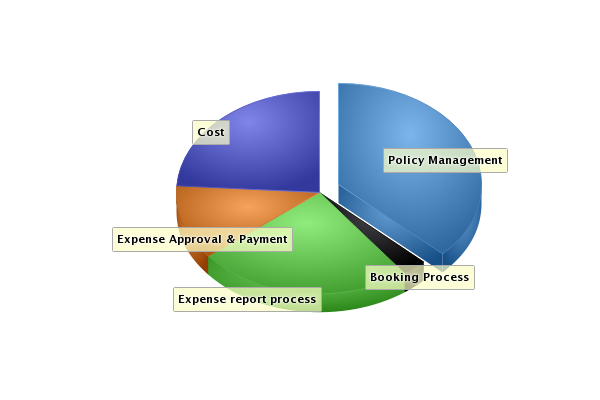 Cost
Policy Management
Expense Approval & Payment
Booking Process
Expense report process